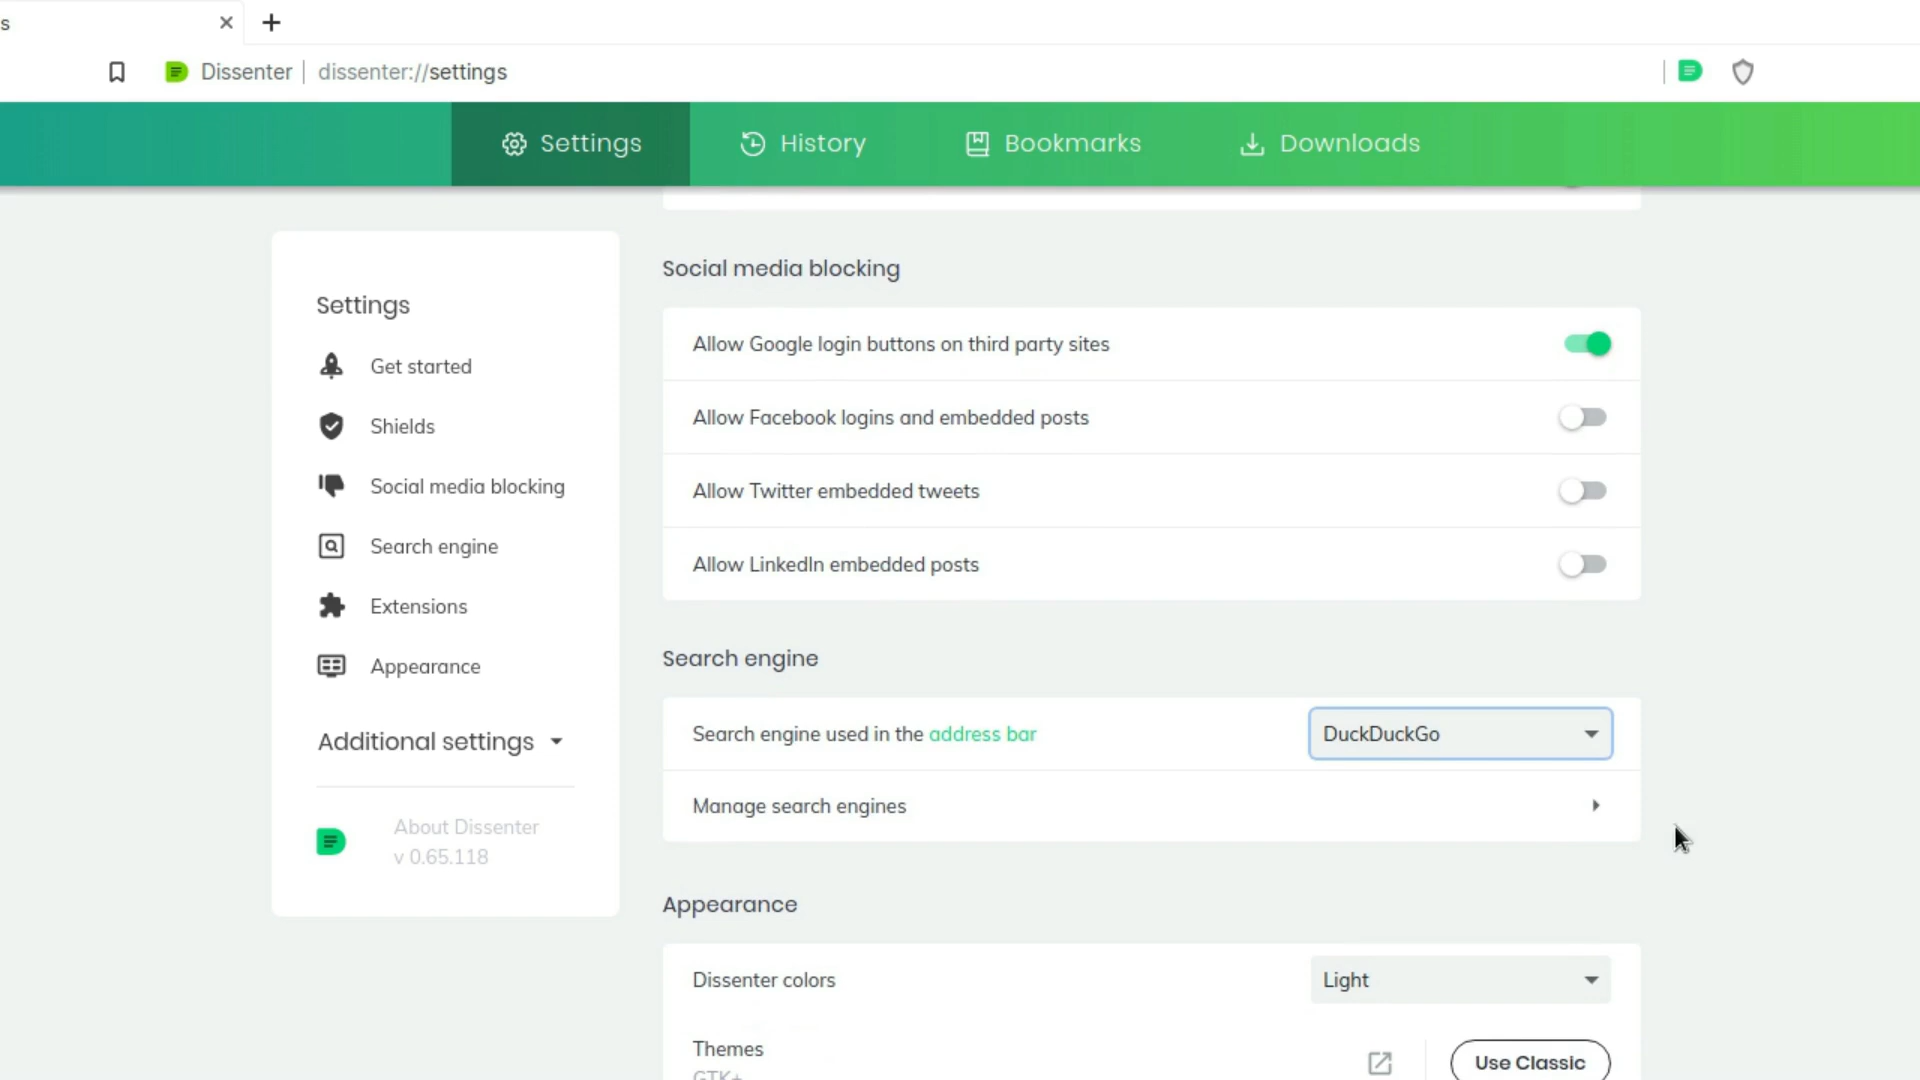 s
Dissenter | dissenter://settings
Settings
History
Bookmarks
Downloads
Settings
Get started
Shields
Social media blocking
Search engine
Extensions
Appearance
Additional settings
About Dissenter
v 0.65.118
Social media blocking
Allow Google login buttons on third party sites
Allow Facebook logins and embedded posts
Allow Twitter embedded tweets
Allow LinkedIn embedded posts
Search engine
Search engine used in the address bar
DuckDuckGo
Manage search engines
Appearance
Dissenter colors
Light
Themes
GTK+
Use Classic